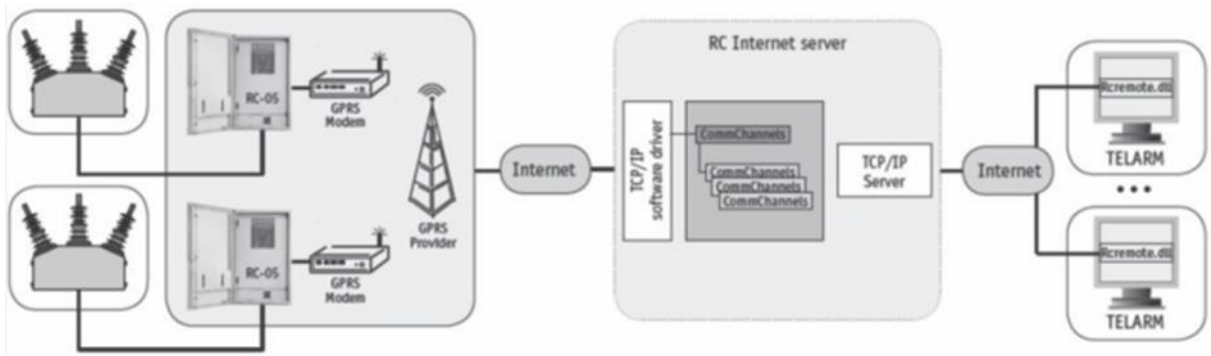 RC-05
GPRS
Modem
RC-05
GPRS
Modem
GPRS
Provider
Internet
RC Internet server
TCP/IP
software driver
CommChannels
CommChannels
CommChannels
CommChannels
TCP/IP
Server
Internet
Rcremote.dll
TELARM
Rcremote.dll
TELARM